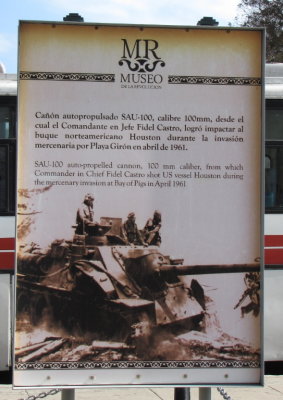 MR
MUSEO
DE LA REVOLUCION
Cañón autopropulsado SAU-100, calibre 100mm, desde el
cual el Comandante en Jefe Fidel Castro, logró impactar al
buque norteamericano Houston durante la invasión
mercenaria por Playa Girón en abril de 1961.
SAU-100 auto-propelled cannon, 100 mm caliber, from which
Commander in Chief Fidel Castro shot US vessel Houston during
the mercenary invasion at Bay of Pigs in April 1961